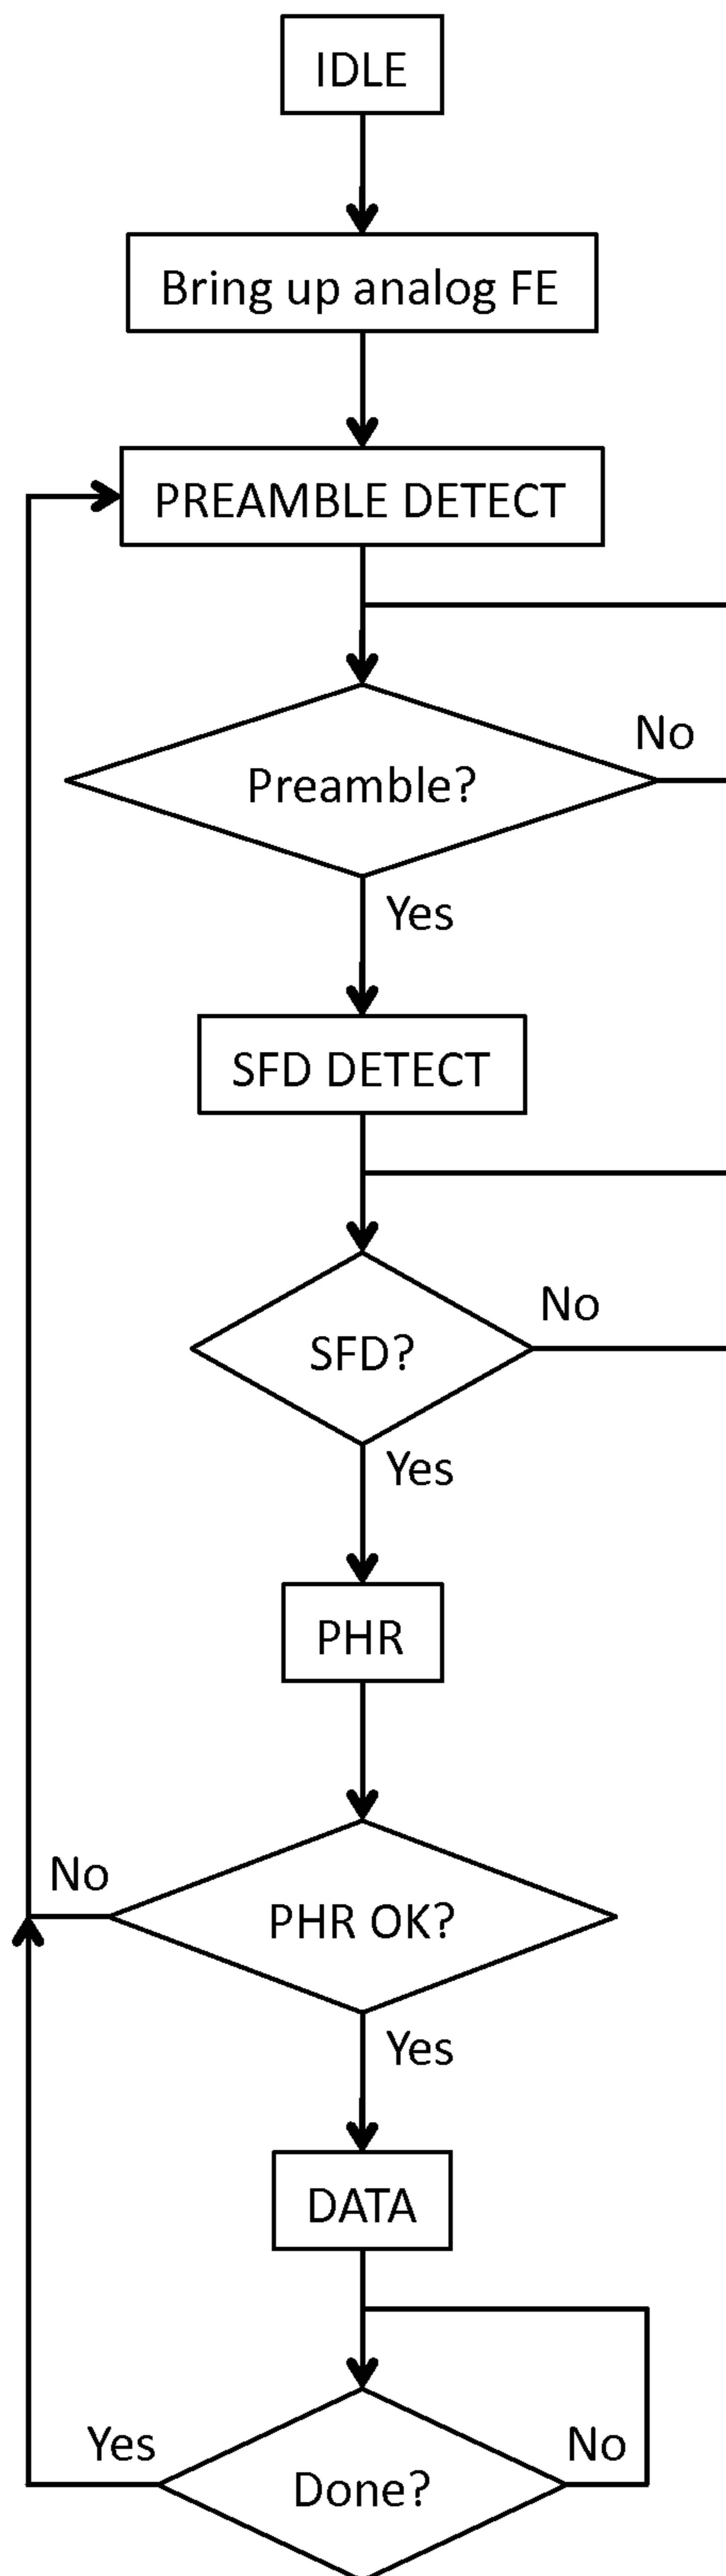 IDLE
Bring up analog FE
PREAMBLE DETECT
No
Preamble?
Yes
SFD DETECT
No
SFD?
Yes
PHR
No
PHR OK?
Yes
DATA
Yes
No
Done?